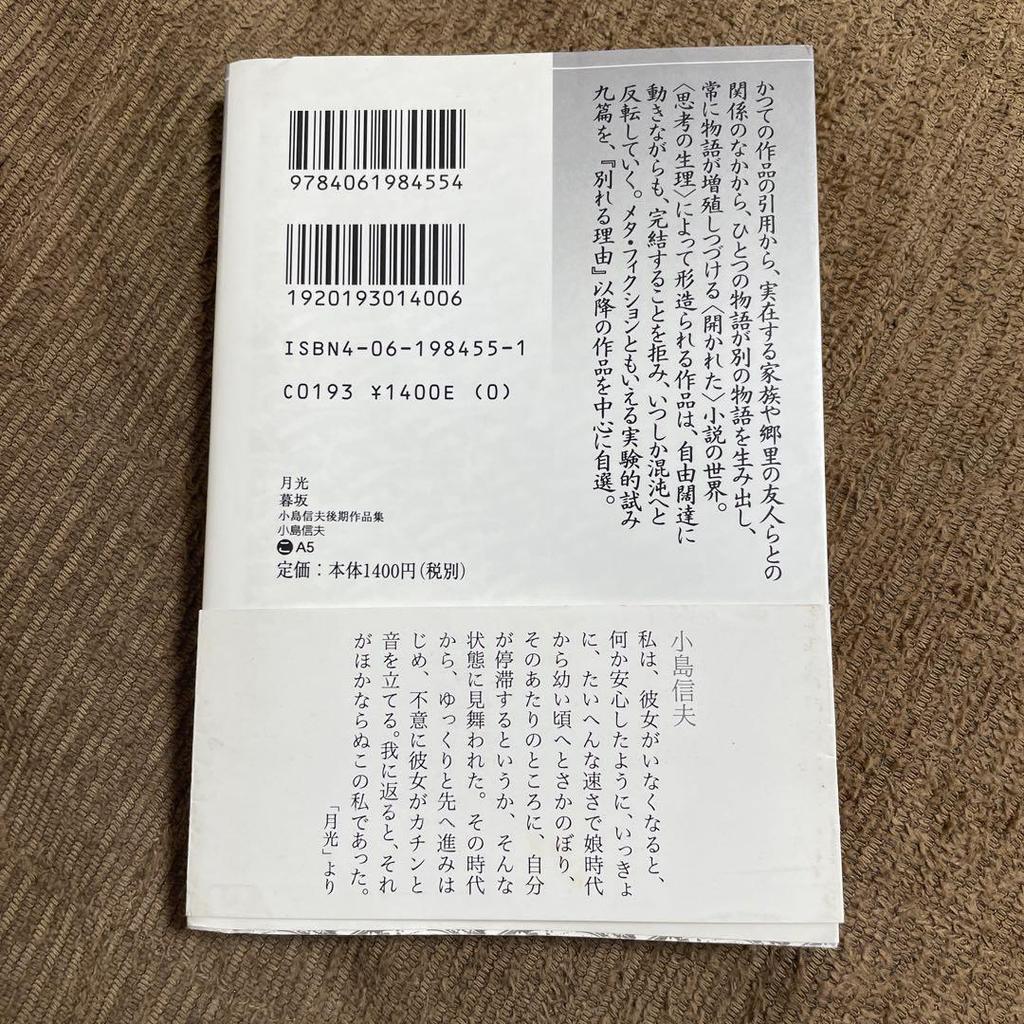 かつての作品の引用から、実在する家族や郷里の友人らとの
関係のなかから、ひとつの物語が別の物語を生み出し、
常に物語が増殖しつづける〈開かれた〉小説の世界。
〈思考の生理〉によって形造られる作品は、自由闊達に
動きながらも、完結することを拒み、いつしか混沌へと
反転していく。メタ・フィクションともいえる実験的試み
九篇を、『別れる理由』以降の作品を中心に自選。
9784061984554
1920193014006
ISBN4-06-198455-1
C0193 ¥1400E (0)
月光
暮坂
小島信夫後期作品集
小島信夫
こA5
定価：本体1400円(税別)
小島信夫
私は、彼女がいなくなると、
何か安心したように、いっきょ
に、たいへんな速さで娘時代
から幼い頃へとさかのぼり、
そのあたりのところに、自分
が停滞するというか、そんな
状態に見舞われた。その時代
から、ゆっくりと先へ進みは
じめ、不意に彼女がカチンと
音を立てる。我に返ると、それ
がほかならぬこの私であった。
「月光」より